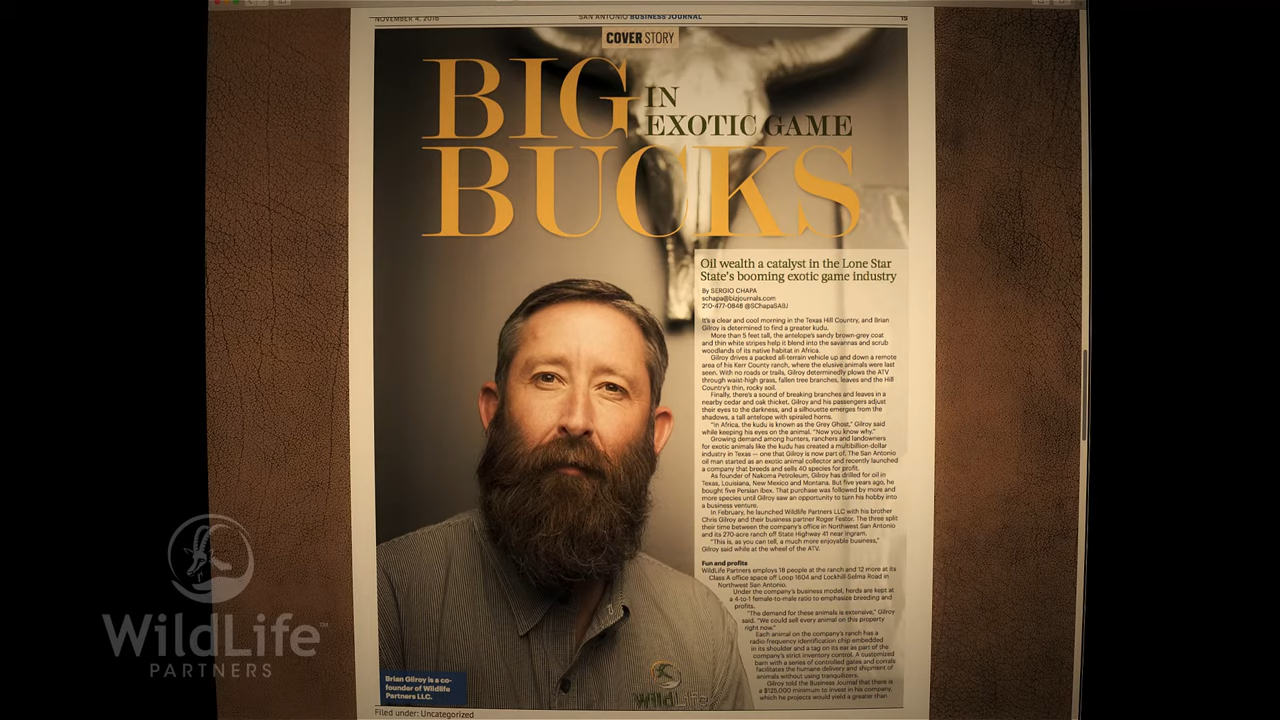 NOVEMBER 4, 2016
SAN ANTONIO BUSINESS JOURNAL
15
COVER STORY
BIG
IN
EXOTIC GAME
BUCKS
Oil wealth a catalyst in the Lone Star
State's booming exotic game industry
By SERGIO CHAPA
schapa@bizjournals.com
210-477-0848 @SChapaSABJ
It's a clear and cool morning in the Texas Hill Country, and Brian
Gilroy is determined to find a greater kudu.
More than 5 feet tall, the antelope's sandy brown-grey coat
and thin white stripes help it blend into the savannas and scrub
woodlands of its native habitat in Africa.
Gilroy drives a packed all-terrain vehicle up and down a remote
area of his Kerr County ranch, where the elusive animals were last
seen. With no roads or trails, Gilroy determinedly plows the ATV
through waist-high grass, fallen tree branches, leaves and the Hill
Country's thin, rocky soil.
Finally, there's a sound of breaking branches and leaves in a
nearby cedar and oak thicket. Gilroy and his passengers adjust
their eyes to the darkness, and a silhouette emerges from the
shadows, a tall antelope with spiraled horns.
"In Africa, the kudu is known as the Grey Ghost," Gilroy said
while keeping his eyes on the animal. "Now you know why."
Growing demand among hunters, ranchers and landowners
for exotic animals like the kudu has created a multibillion-dollar
industry in Texas — one that Gilroy is now part of. The San Antonio
oil man started as an exotic animal collector and recently launched
a company that breeds and sells 40 species for profit.
As founder of Nakoma Petroleum, Gilroy has drilled for oil in
Texas, Louisiana, New Mexico and Montana. But five years ago, he
bought five Persian ibex. That purchase was followed by more and
more species until Gilroy saw an opportunity to turn his hobby into
a business venture.
In February, he launched Wildlife Partners LLC with his brother
Chris Gilroy and their business partner Roger Festor. The three split
their time between the company's office in Northwest San Antonio
and its 270-acre ranch off State Highway 41 near Ingram.
"This is, as you can tell, a much more enjoyable business,"
Gilroy said while at the wheel of the ATV.
Fun and profits
WildLife Partners employs 18 people at the ranch and 12 more at its
Class A office space off Loop 1604 and Lockhill-Selma Road in
Northwest San Antonio.
Under the company's business model, herds are kept at
a 4-to-1 female-to-male ratio to emphasize breeding and
profits.
"The demand for these animals is extensive," Gilroy
said. "We could sell every animal on this property
right now."
Each animal on the company's ranch has a
radio-frequency identification chip embedded
in its shoulder and a tag on its ear as part of the
company's strict inventory control. A customized
barn with a series of controlled gates and corrals
facilitates the humane delivery and shipment of
animals without using tranquilizers.
Gilroy told the Business Journal that there is
a $125,000 minimum to invest in his company,
which he projects would yield a greater than
Brian Gilroy is a co-
founder of Wildlife
Partners LLC.
WildLife
Filed under: Uncategorized
WildLife™
PARTNERS